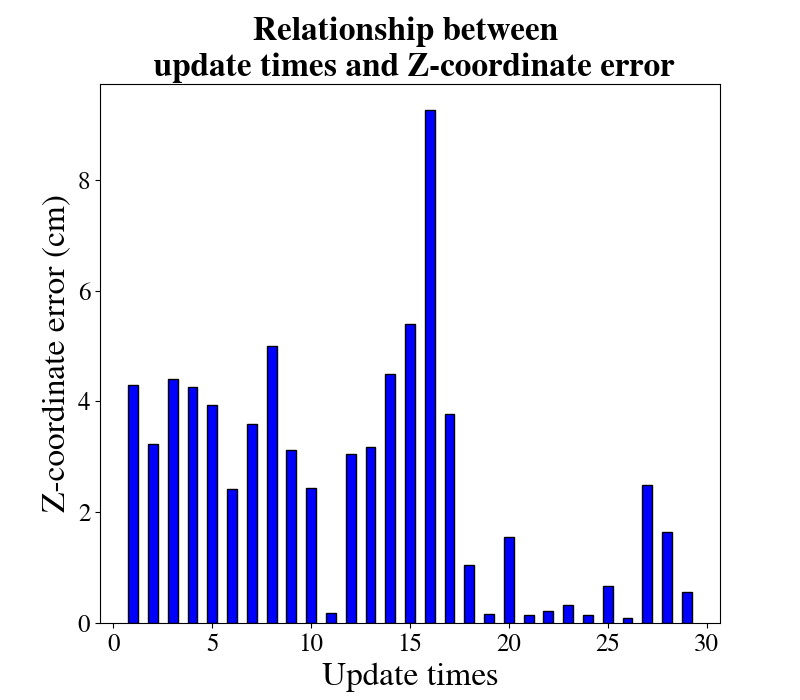 Relationship between
update times and Z-coordinate error
Z-coordinate error (cm)
8
6
4
2
0
0 5 10 15 20 25 30
Update times